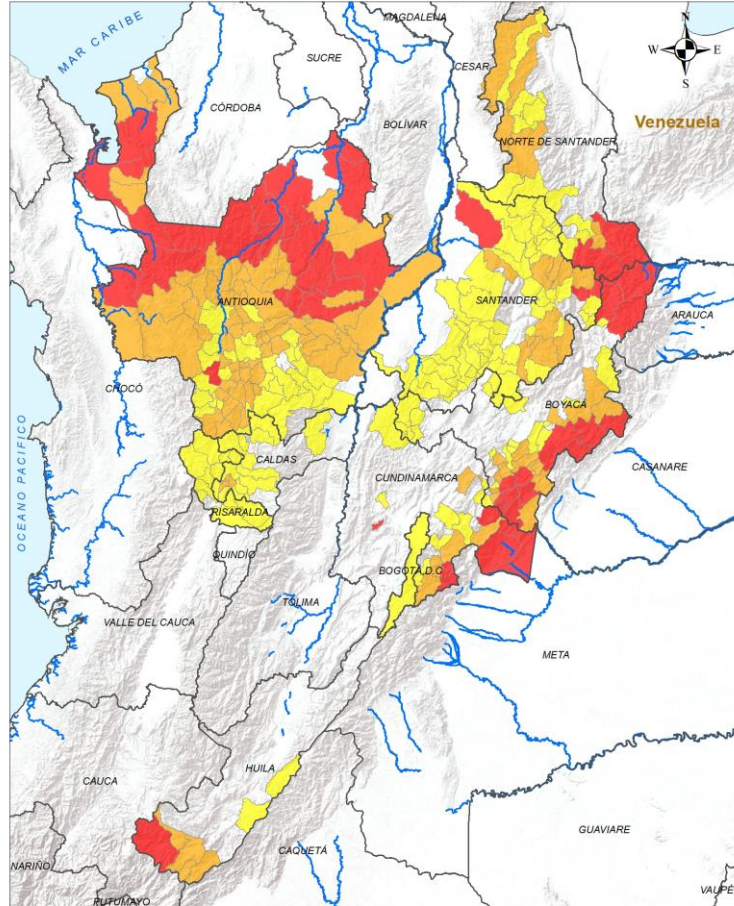 MAGDALENA
N
W
E
S
MAR CARIBE
SUCRE
CESAR
CÓRDOBA
BOLÍVAR
Venezuela
NORTE DE SANTANDER
ANTIOQUIA
SANTANDER
ARAUCA
CHOCÓ
BOYACÁ
OCEANO PACIFICO
CALDAS
CUNDINAMARCA
CASANARE
RISARALDA
QUINDÍO
BOGOTÁ, D.C
TOLIMA
VALLE DEL CAUCA
META
HUILA
CAUCA
GUAVIARE
CAQUETÁ
NARIÑO
PUTUMAYO
VAUPÉ